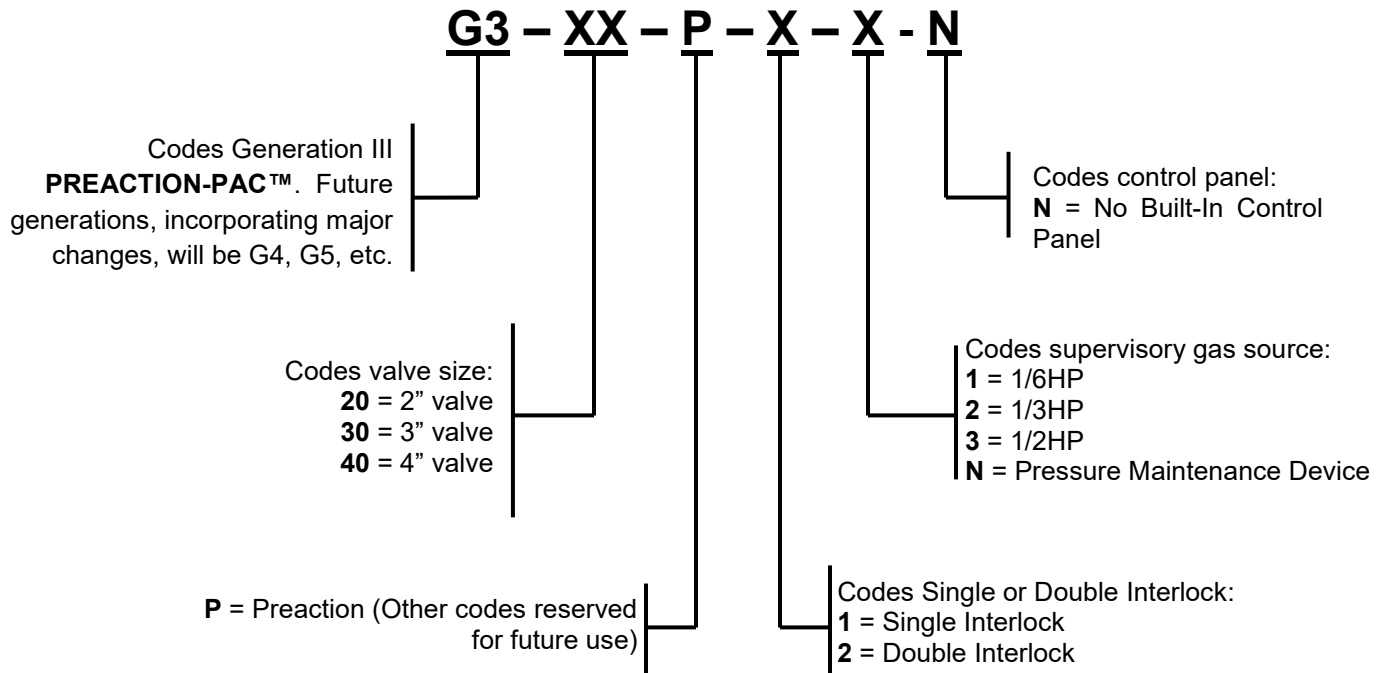 G3 – XX – P – X – X - N
Codes Generation III
PREACTION-PAC™. Future
generations, incorporating major
changes, will be G4, G5, etc.
Codes control panel:
N = No Built-In Control
Panel
Codes valve size:
20 = 2” valve
30 = 3” valve
40 = 4” valve
Codes supervisory gas source:
1 = 1/6HP
2 = 1/3HP
3 = 1/2HP
N = Pressure Maintenance Device
P = Preaction (Other codes reserved
for future use)
Codes Single or Double Interlock:
1 = Single Interlock
2 = Double Interlock